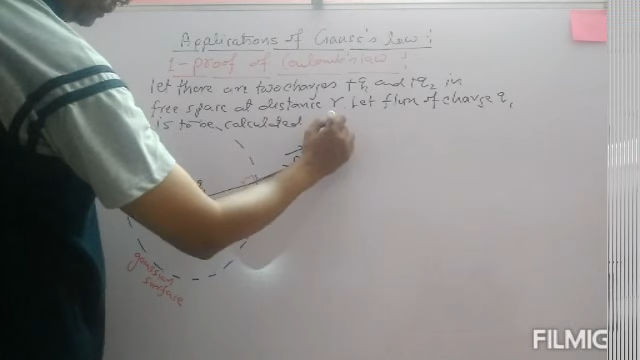 Applications of Gauss's law :
1- proof of Coulomb's law :
let there are two charges +q1 and +q2 in
free space at distance r. Let flux of charge q1
is to be calculated
gaussian
surface
FILMIG